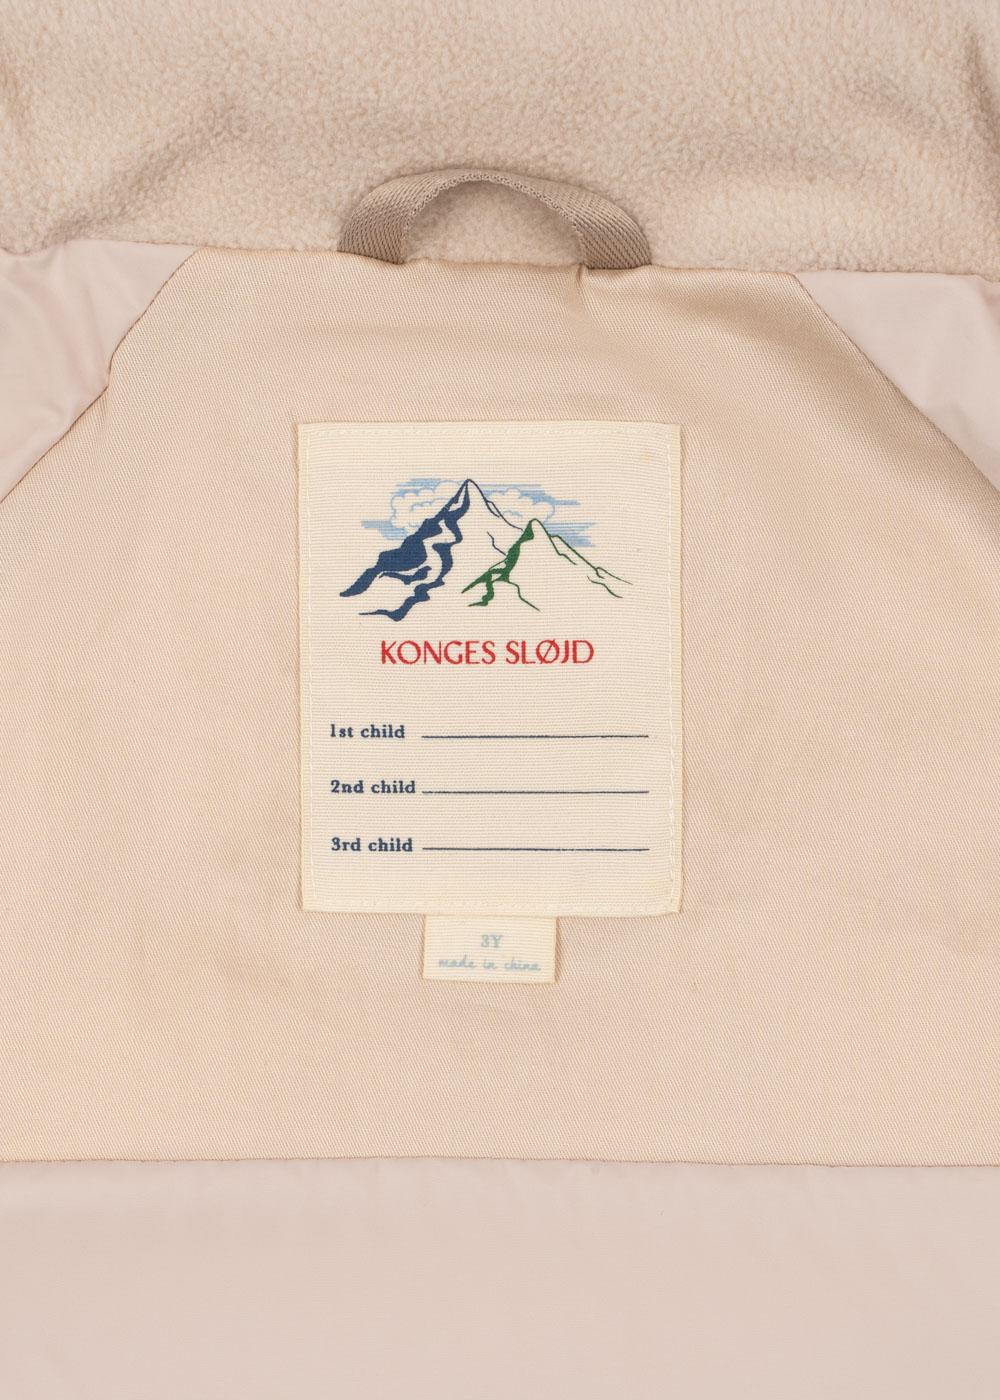 KONGES SLØJD
1st child
2nd child
3rd child
3Y
made in china